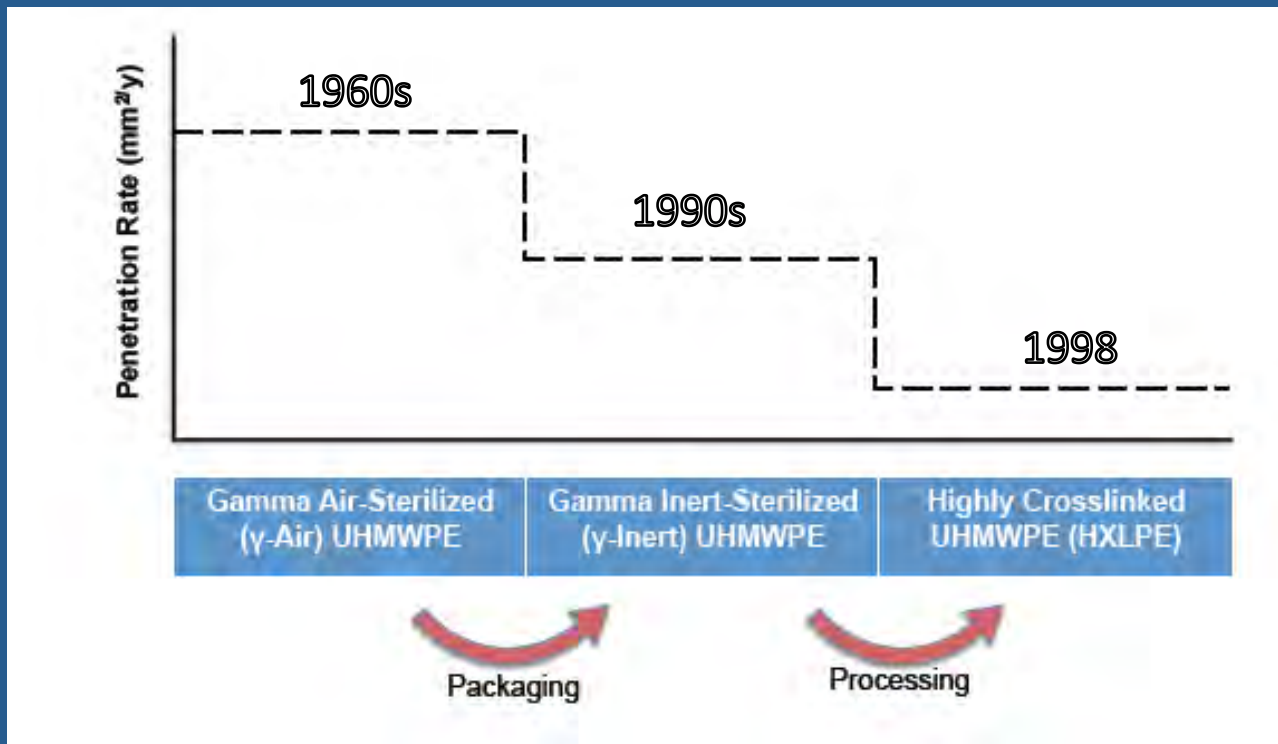 Penetration Rate (mm²/y)
1960s
1990s
1998
Gamma Air-Sterilized
(γ-Air) UHMWPE
Gamma Inert-Sterilized
(γ-Inert) UHMWPE
Highly Crosslinked
UHMWPE (HXLPE)
Packaging
Processing